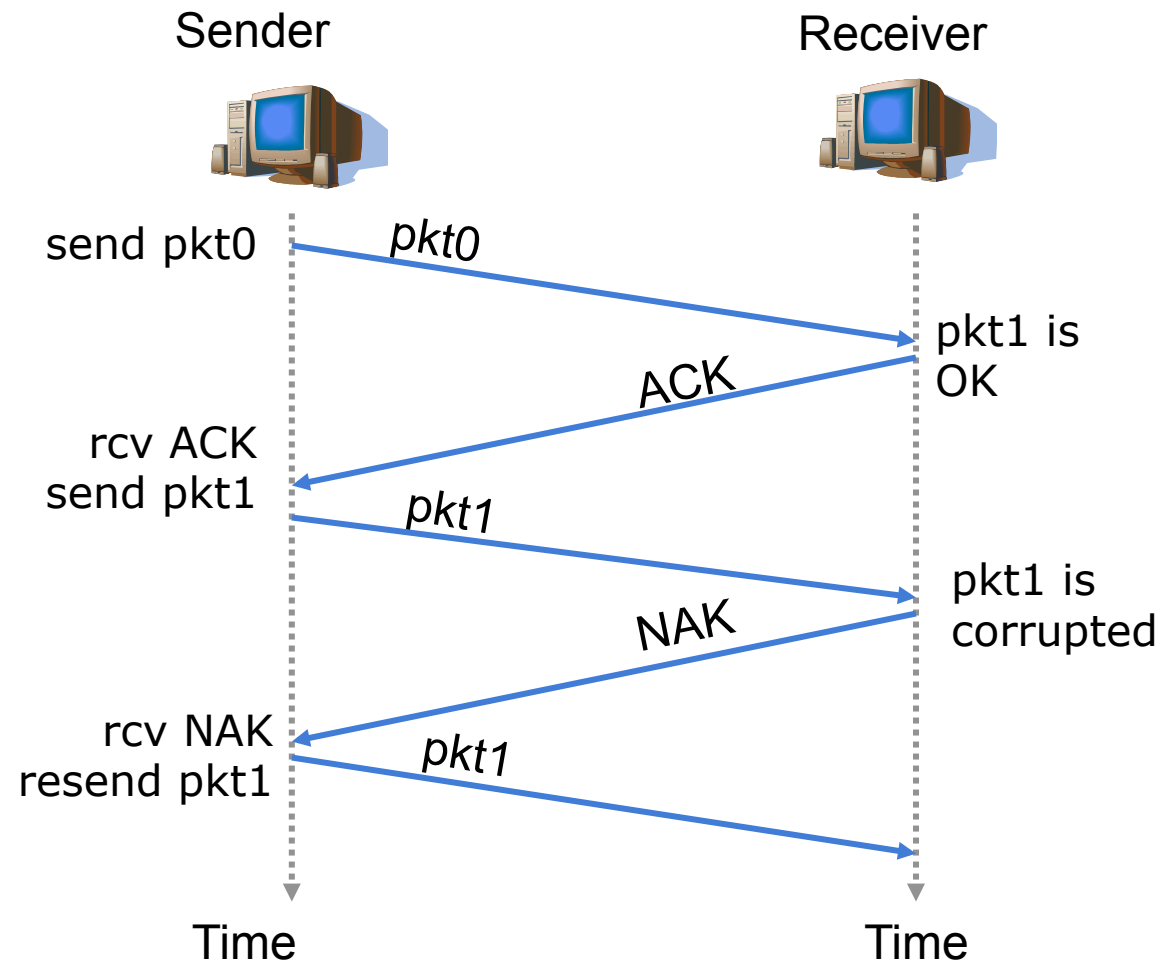 Sender
Receiver
send pkt0
pkt0
pkt1 is
OK
ACK
rcv ACK
send pkt1
pkt1
pkt1 is
corrupted
NAK
rcv NAK
resend pkt1
pkt1
Time
Time